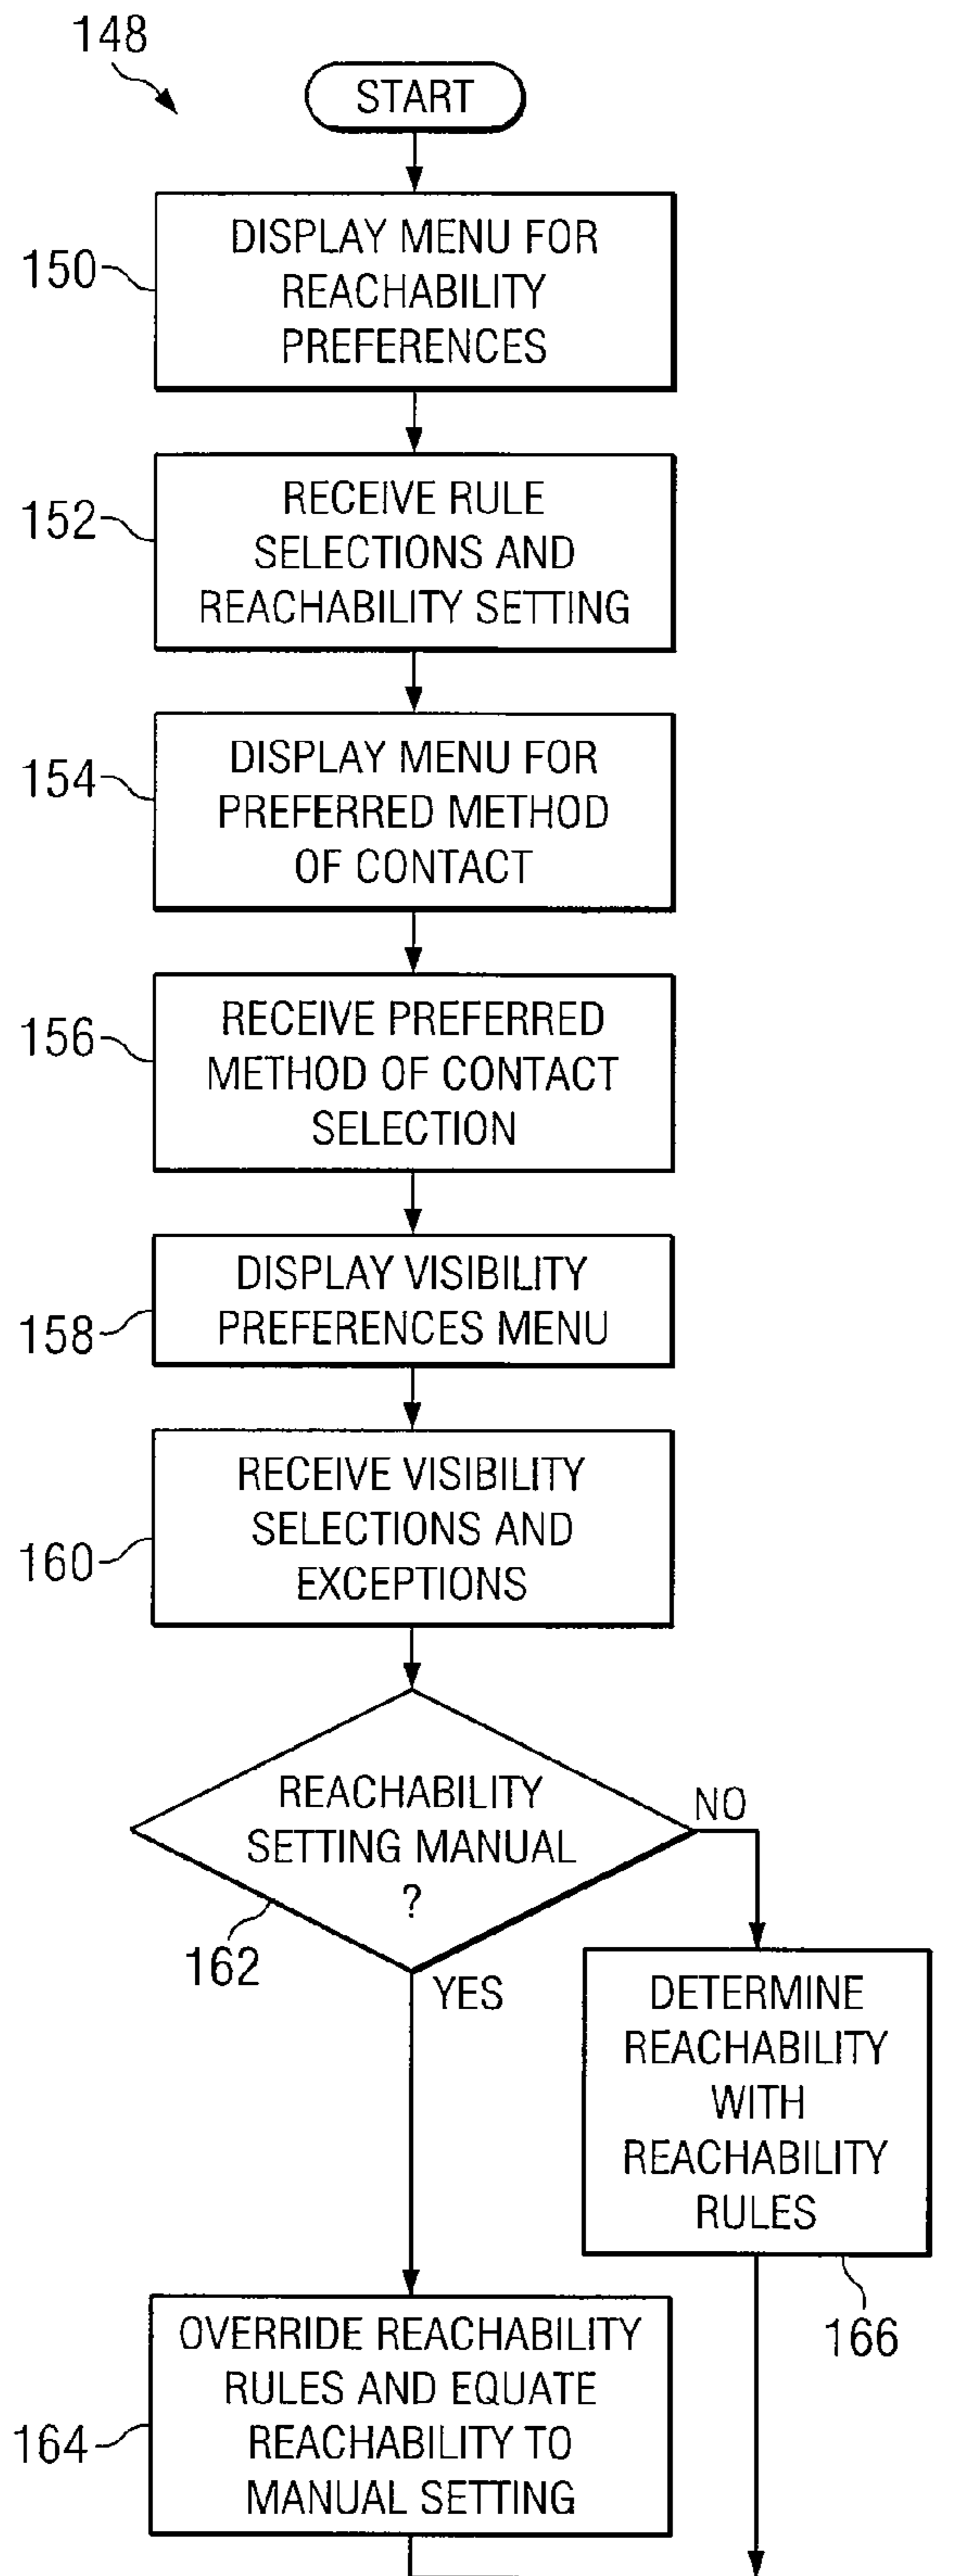 148
START
150
DISPLAY MENU FOR
REACHABILITY
PREFERENCES
152
RECEIVE RULE
SELECTIONS AND
REACHABILITY SETTING
154
DISPLAY MENU FOR
PREFERRED METHOD
OF CONTACT
156
RECEIVE PREFERRED
METHOD OF CONTACT
SELECTION
158
DISPLAY VISIBILITY
PREFERENCES MENU
160
RECEIVE VISIBILITY
SELECTIONS AND
EXCEPTIONS
REACHABILITY
SETTING MANUAL
?
NO
162
YES
DETERMINE
REACHABILITY
WITH
REACHABILITY
RULES
166
164
OVERRIDE REACHABILITY
RULES AND EQUATE
REACHABILITY TO
MANUAL SETTING